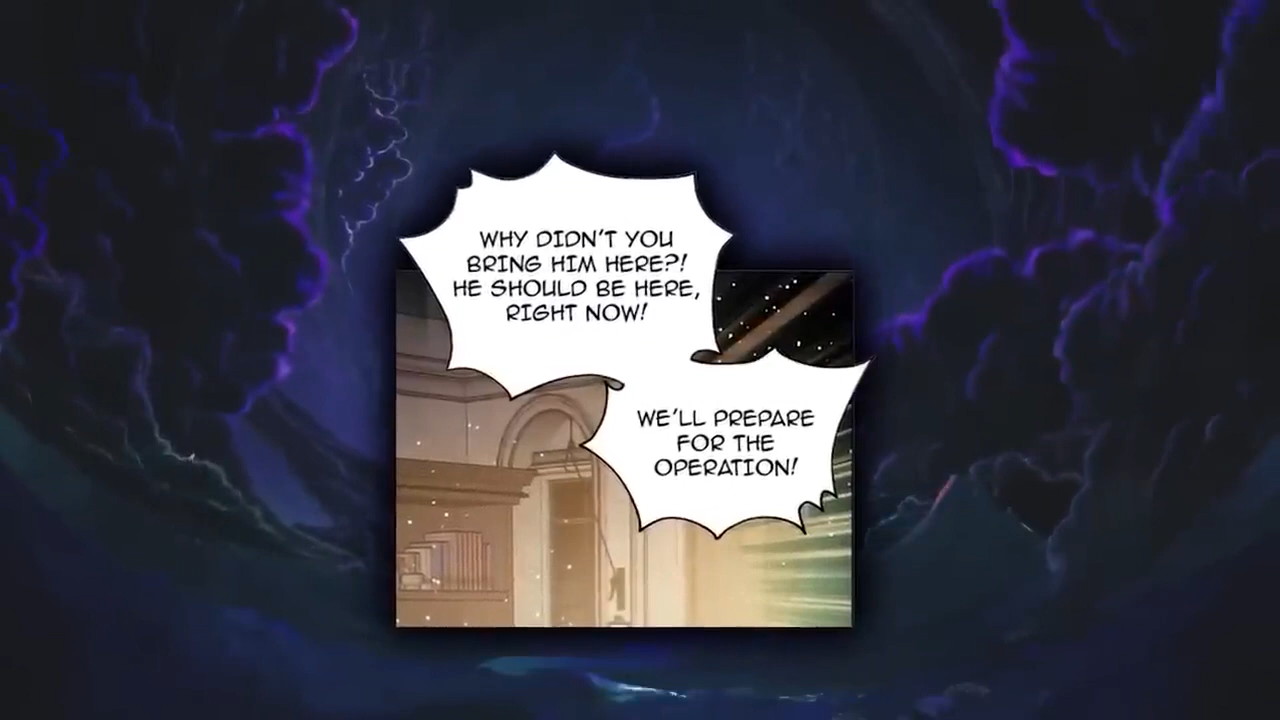 WHY DIDN'T YOU
BRING HIM HERE?!
HE SHOULD BE HERE,
RIGHT NOW!
WE'LL PREPARE
FOR THE
OPERATION!